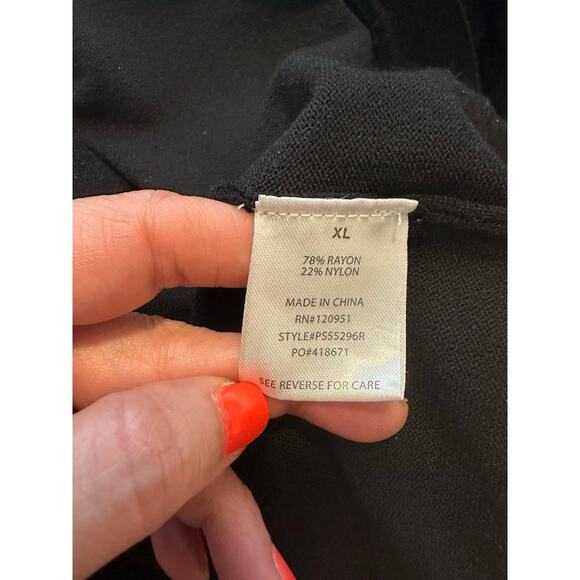 XL
78% RAYON
22% NYLON
MADE IN CHINA
RN#120951
STYLE#PS55296R
PO#418671
SEE REVERSE FOR CARE